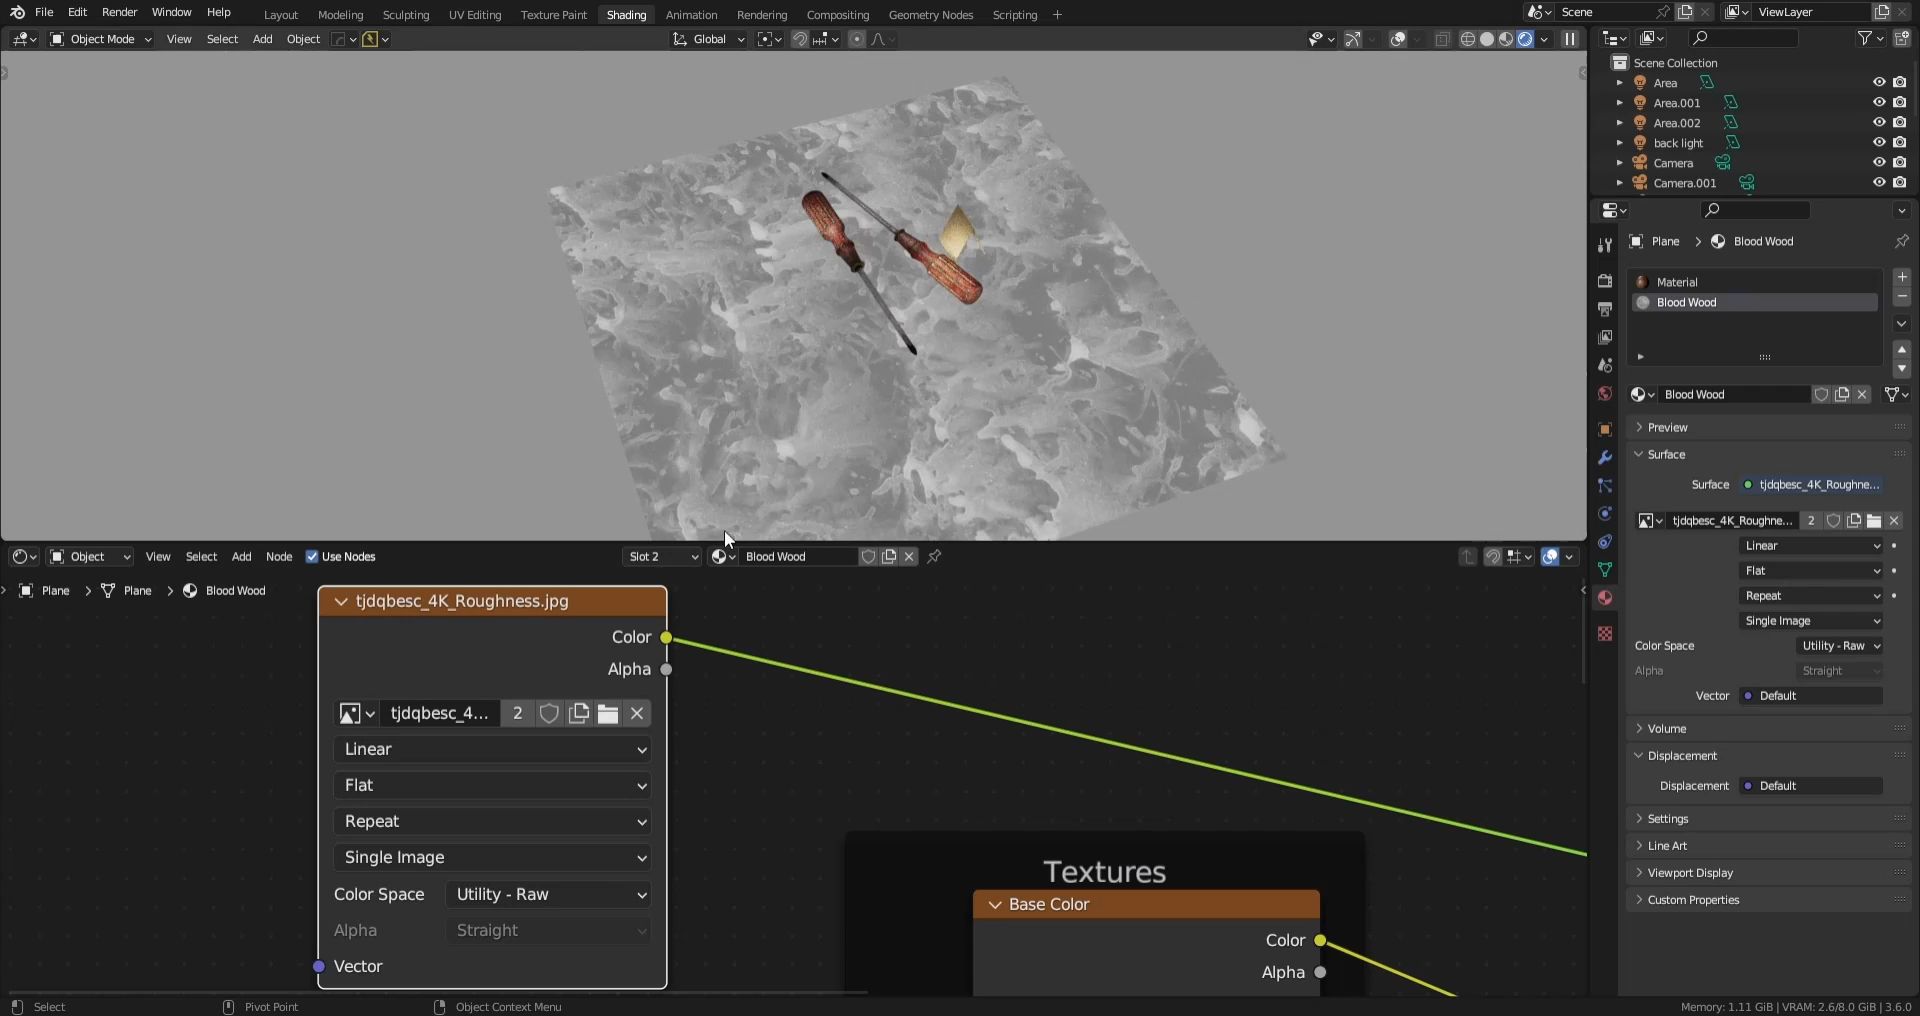 File Edit Render Window Help Layout Modeling Sculpting UV Editing Texture Paint Shading Animation Rendering Compositing Geometry Nodes Scripting + Scene ViewLayer
Object Mode View Select Add Object Global
Scene Collection
Area
Area.001
Area.002
back light
Camera
Camera.001
Plane > Blood Wood
Material
Blood Wood
Blood Wood
Preview
Surface
Surface tjdqbesc_4K_Roughne...
tjdqbesc_4K_Roughne... 2
Linear
Flat
Repeat
Single Image
Color Space Utility - Raw
Alpha Straight
Vector Default
Volume
Displacement
Displacement Default
Settings
Line Art
Viewport Display
Custom Properties
Object View Select Add Node Use Nodes Slot 2 Blood Wood
Plane > Plane > Blood Wood
tjdqbesc_4K_Roughness.jpg
Color
Alpha
tjdqbesc_4... 2
Linear
Flat
Repeat
Single Image
Color Space Utility - Raw
Alpha Straight
Vector
Textures
Base Color
Color
Alpha
Select Pivot Point Object Context Menu Memory: 1.11 GiB | VRAM: 2.6/8.0 GiB | 3.6.0